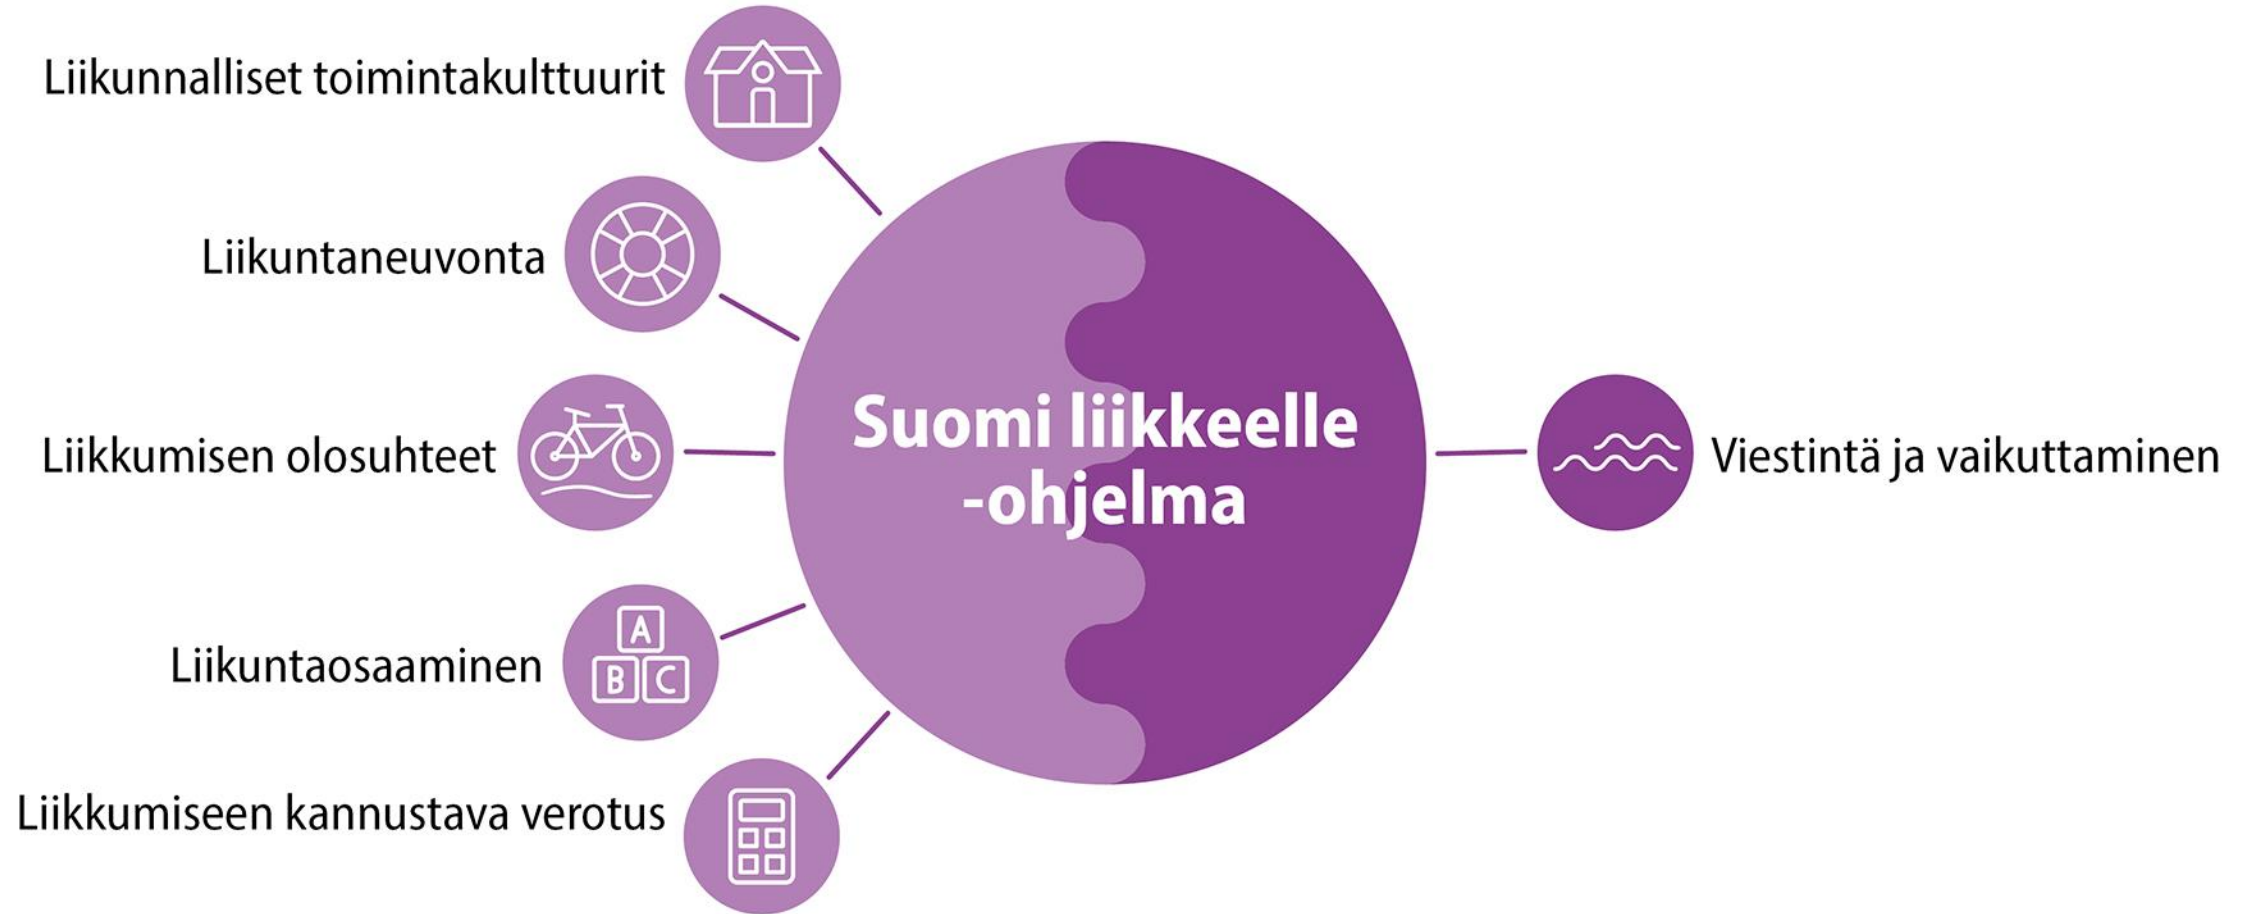 Liikunnalliset toimintakulttuurit
Liikuntaneuvonta
Liikkumisen olosuhteet
Liikuntaosaaminen
A
B C
Liikkumiseen kannustava verotus
Suomi liikkeelle
-ohjelma
Viestintä ja vaikuttaminen